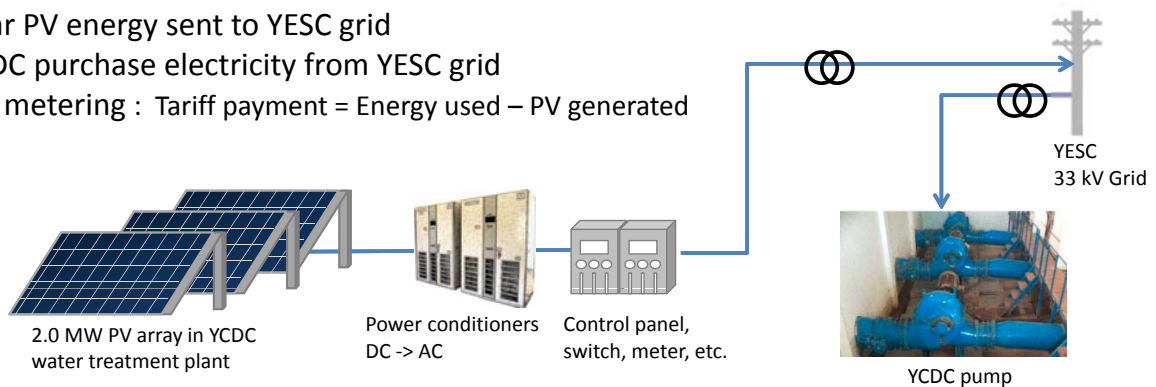 ar PV energy sent to YESC grid
DC purchase electricity from YESC grid
metering : Tariff payment = Energy used – PV generated
YESC
33 kV Grid
2.0 MW PV array in YCDC
water treatment plant
Power conditioners
DC -> AC
Control panel,
switch, meter, etc.
YCDC pump